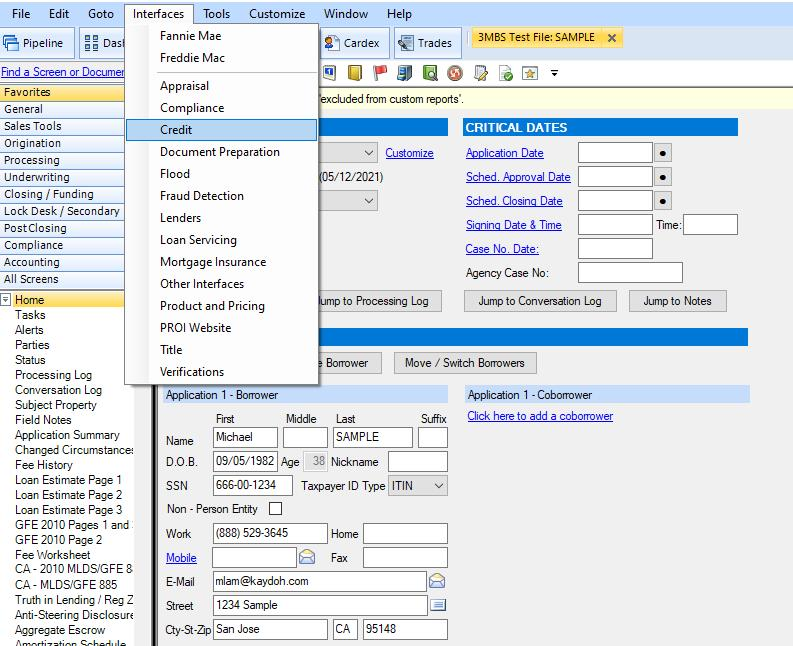 File Edit Goto Interfaces Tools Customize Window Help
Pipeline Cardex Trades 3MBS Test File: SAMPLE
Find a Screen or Documen
'excluded from custom reports'.
Fannie Mae
Freddie Mac
Appraisal
Compliance
Credit
Document Preparation
Flood
Fraud Detection
Lenders
Loan Servicing
Mortgage Insurance
Other Interfaces
Product and Pricing
PROI Website
Title
Verifications
Favorites
General
Sales Tools
Origination
Processing
Underwriting
Closing / Funding
Lock Desk / Secondary
Post Closing
Compliance
Accounting
All Screens
Home
Tasks
Alerts
Parties
Status
Processing Log
Conversation Log
Subject Property
Field Notes
Application Summary
Changed Circumstances
Fee History
Loan Estimate Page 1
Loan Estimate Page 2
Loan Estimate Page 3
GFE 2010 Pages 1 and
GFE 2010 Page 2
Fee Worksheet
CA - 2010 MLDS/GFE 8
CA - MLDS/GFE 885
Truth in Lending / Reg Z
Anti-Steering Disclosure
Aggregate Escrow
Amortization Schedule
Customize
(05/12/2021)
CRITICAL DATES
Application Date
Sched. Approval Date
Sched. Closing Date
Signing Date & Time Time:
Case No. Date:
Agency Case No:
ump to Processing Log Jump to Conversation Log Jump to Notes
e Borrower Move / Switch Borrowers
Application 1 - Borrower
Application 1 - Coborrower
Click here to add a coborrower
First Middle Last Suffix
Name Michael SAMPLE
D.O.B. 09/05/1982 Age 38 Nickname
SSN 666-00-1234 Taxpayer ID Type ITIN
Non - Person Entity
Work (888) 529-3645 Home
Mobile Fax
E-Mail mlam@kaydoh.com
Street 1234 Sample
Cty-St-Zip San Jose CA 95148